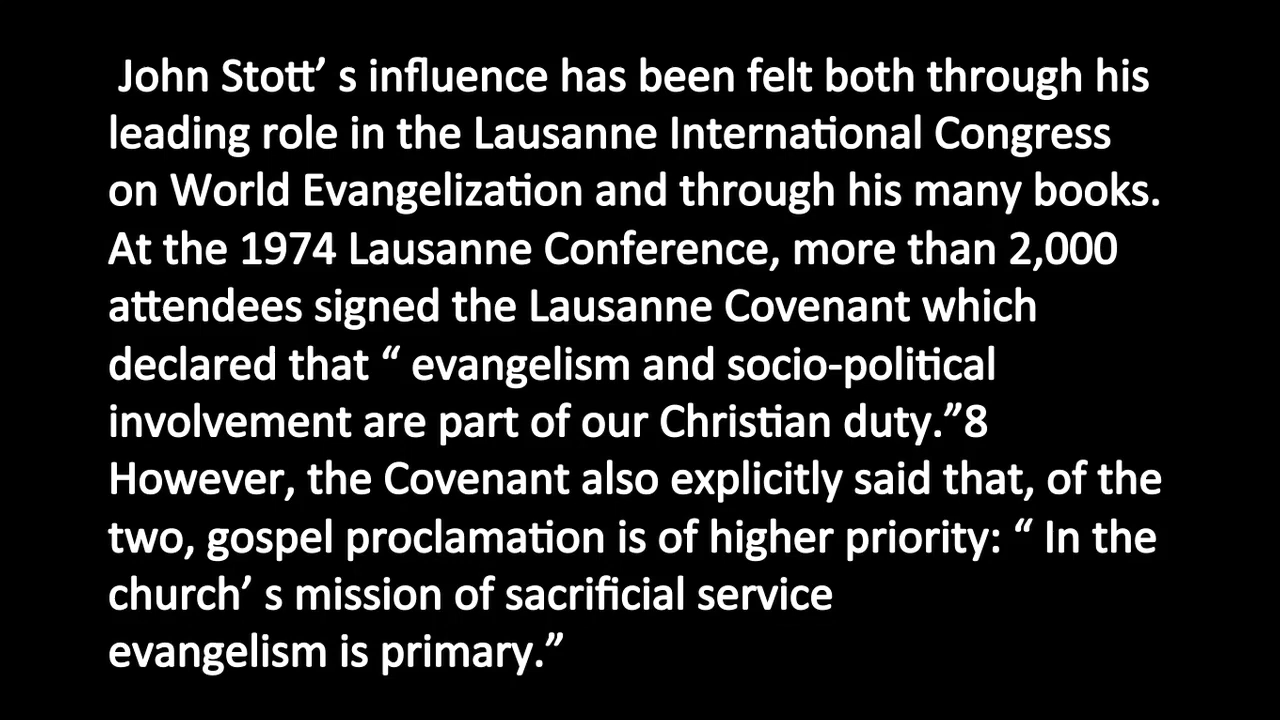 John Stott’ s influence has been felt both through his
leading role in the Lausanne International Congress
on World Evangelization and through his many books.
At the 1974 Lausanne Conference, more than 2,000
attendees signed the Lausanne Covenant which
declared that “ evangelism and socio-political
involvement are part of our Christian duty.”8
However, the Covenant also explicitly said that, of the
two, gospel proclamation is of higher priority: “ In the
church’ s mission of sacrificial service
evangelism is primary.”